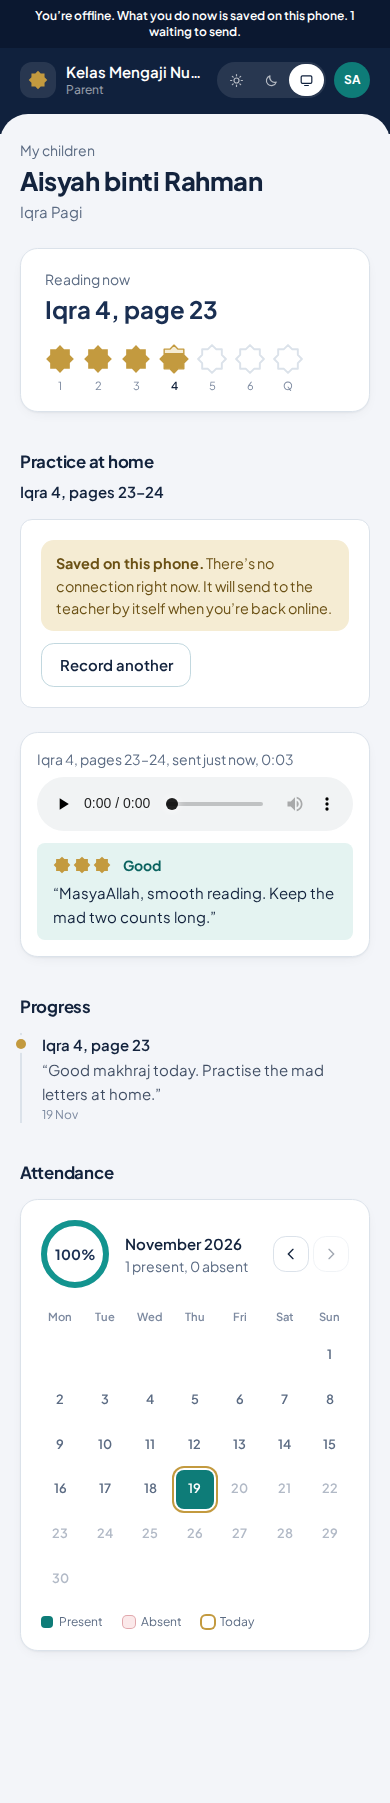 You're offline. What you do now is saved on this phone. 1
waiting to send.
Kelas Mengaji Nu…
Parent
SA
My children
Aisyah binti Rahman
Iqra Pagi
Reading now
Iqra 4, page 23
1 2 3 4 5 6 Q
Practice at home
Iqra 4, pages 23–24
Saved on this phone. There's no
connection right now. It will send to the
teacher by itself when you're back online.
Record another
Iqra 4, pages 23–24, sent just now, 0:03
0:00 / 0:00
Good
“MasyaAllah, smooth reading. Keep the
mad two counts long.”
Progress
Iqra 4, page 23
“Good makhraj today. Practise the mad
letters at home.”
19 Nov
Attendance
100%
November 2026
1 present, 0 absent
Mon Tue Wed Thu Fri Sat Sun
1
2 3 4 5 6 7 8
9 10 11 12 13 14 15
16 17 18 19 20 21 22
23 24 25 26 27 28 29
30
Present Absent Today